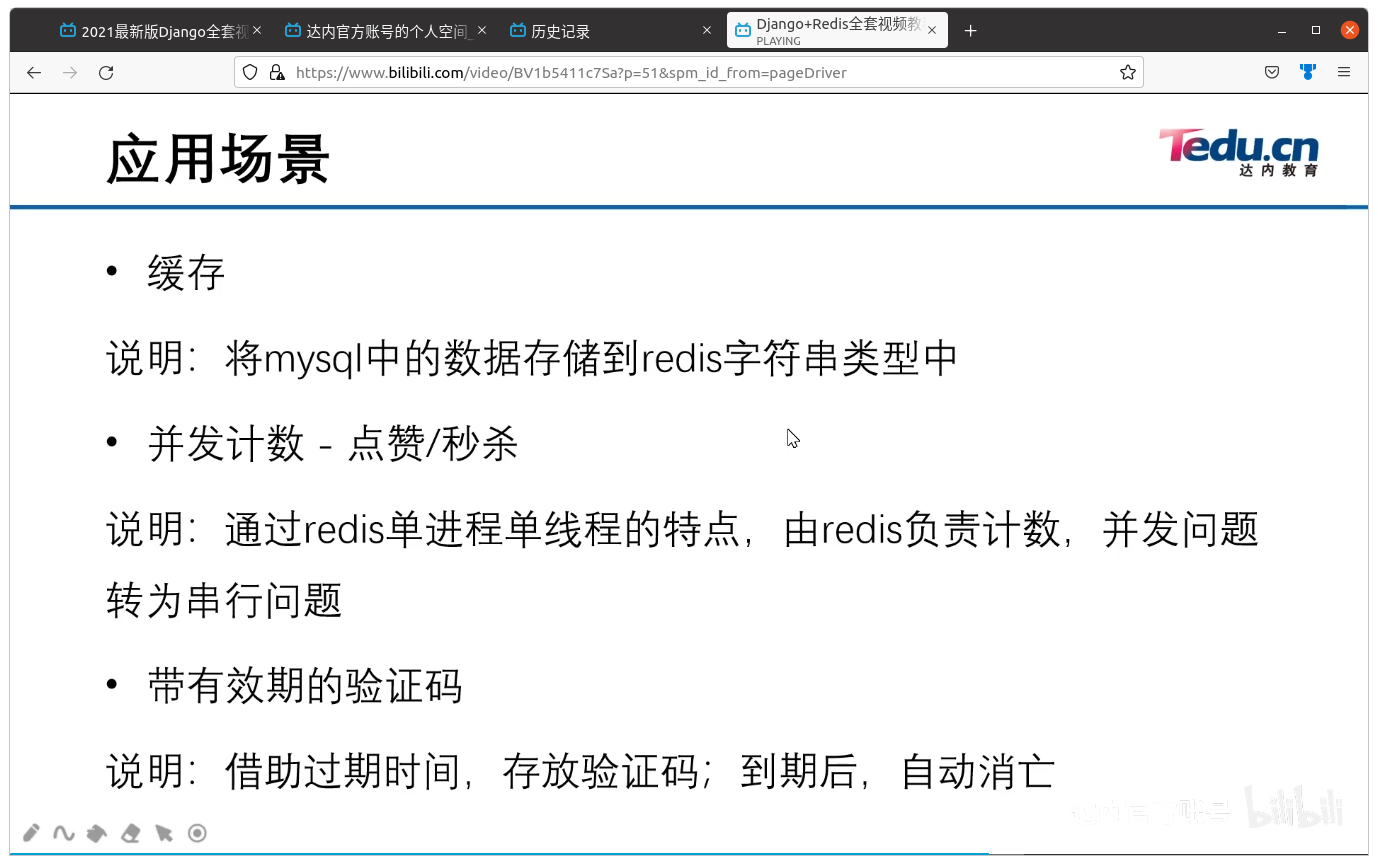 2021最新版Django全套视
达内官方账号的个人空间_
历史记录
Django+Redis全套视频教
PLAYING
https://www.bilibili.com/video/BV1b5411c7Sa?p=51&spm_id_from=pageDriver
应用场景
Tedu.cn
达内教育
• 缓存
说明：将mysql中的数据存储到redis字符串类型中
• 并发计数 - 点赞/秒杀
说明：通过redis单进程单线程的特点，由redis负责计数，并发问题
转为串行问题
• 带有效期的验证码
说明：借助过期时间，存放验证码；到期后，自动消亡
达内官方账号 bilibili